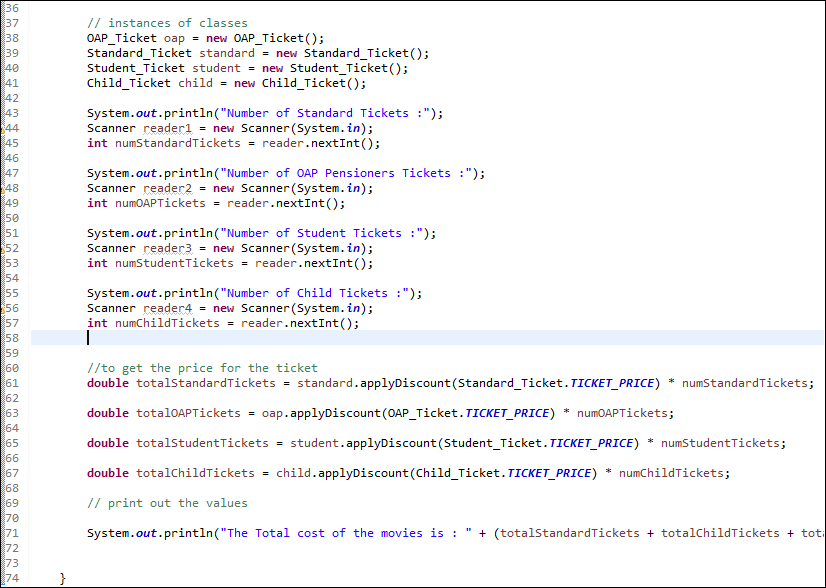 36
37 // instances of classes
38 OAP_Ticket oap = new OAP_Ticket();
39 Standard_Ticket standard = new Standard_Ticket();
40 Student_Ticket student = new Student_Ticket();
41 Child_Ticket child = new Child_Ticket();
42
43 System.out.println("Number of Standard Tickets :");
44 Scanner reader1 = new Scanner(System.in);
45 int numStandardTickets = reader.nextInt();
46
47 System.out.println("Number of OAP Pensioners Tickets :");
48 Scanner reader2 = new Scanner(System.in);
49 int numOAPTickets = reader.nextInt();
50
51 System.out.println("Number of Student Tickets :");
52 Scanner reader3 = new Scanner(System.in);
53 int numStudentTickets = reader.nextInt();
54
55 System.out.println("Number of Child Tickets :");
56 Scanner reader4 = new Scanner(System.in);
57 int numChildTickets = reader.nextInt();
58
59
60 //to get the price for the ticket
61 double totalStandardTickets = standard.applyDiscount(Standard_Ticket.TICKET_PRICE) * numStandardTickets;
62
63 double totalOAPTickets = oap.applyDiscount(OAP_Ticket.TICKET_PRICE) * numOAPTickets;
64
65 double totalStudentTickets = student.applyDiscount(Student_Ticket.TICKET_PRICE) * numStudentTickets;
66
67 double totalChildTickets = child.applyDiscount(Child_Ticket.TICKET_PRICE) * numChildTickets;
68
69 // print out the values
70
71 System.out.println("The Total cost of the movies is : " + (totalStandardTickets + totalChildTickets +
72
73
74 }